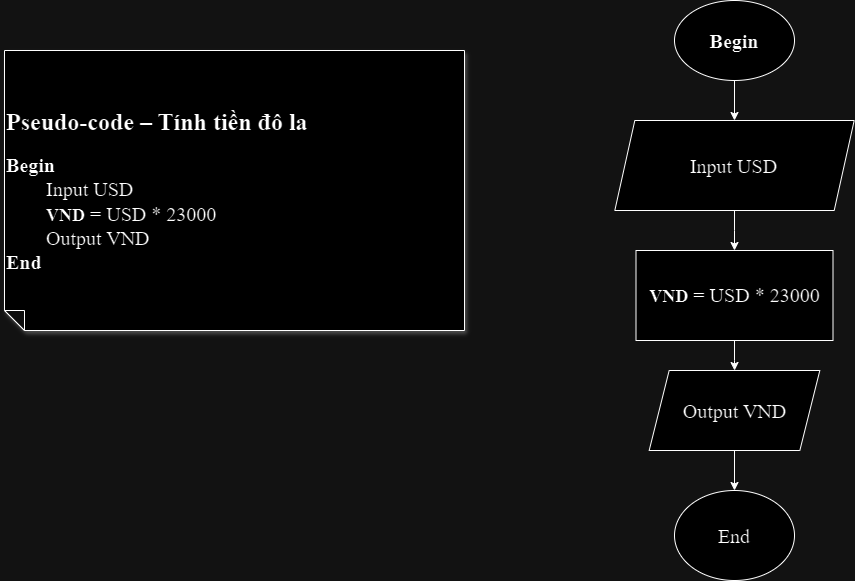 Pseudo-code – Tính tiền đô la
Begin
Input USD
VND = USD * 23000
Output VND
End
Begin
Input USD
VND = USD * 23000
Output VND
End